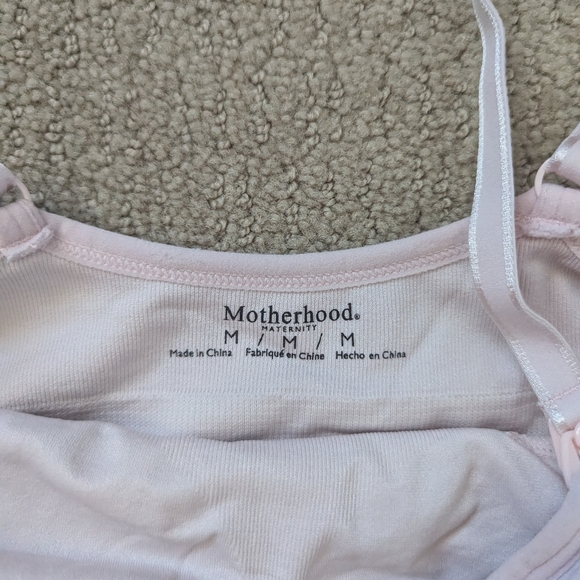 Motherhood®
MATERNITY
M / M / M
Made in China Fabriqué en Chine Hecho en China